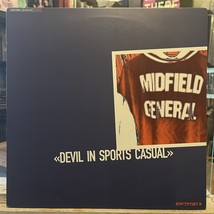 MIDFIELD
GENERAL
«DEVIL IN SPORTS CASUAL»